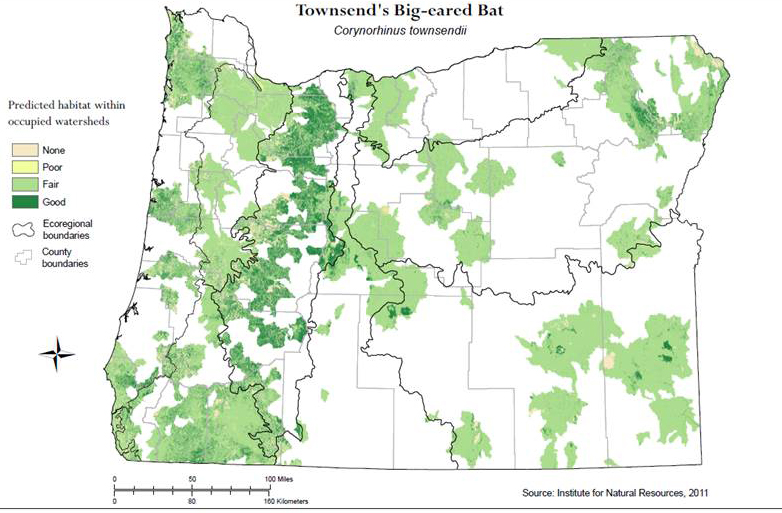 Townsend's Big-eared Bat
Corynorhinus townsendii
Predicted habitat within
occupied watersheds
None
Poor
Fair
Good
Ecoregional
boundaries
County
boundaries
0 50 100 Miles
0 80 160 Kilometers
Source: Institute for Natural Resources, 2011